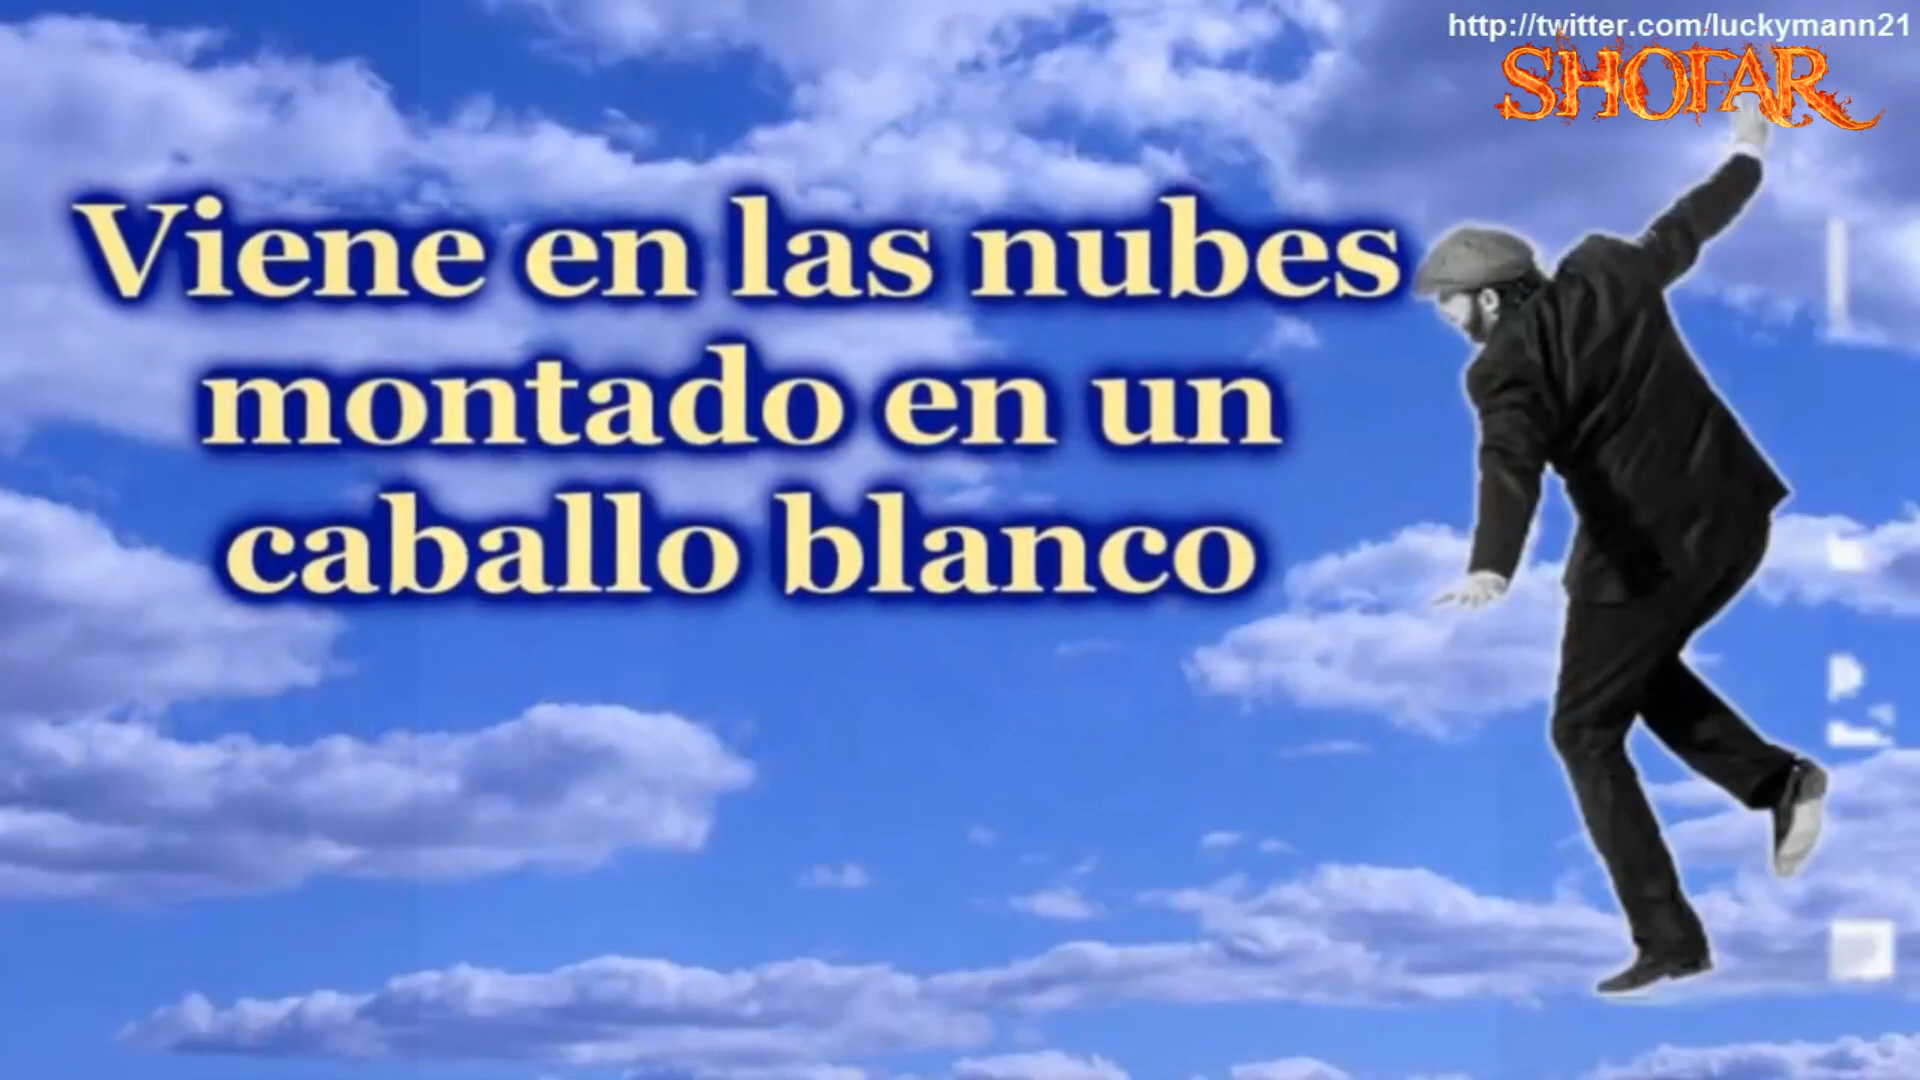 http://twitter.com/luckymann21
SHOFAR
Viene en las nubes
montado en un
caballo blanco